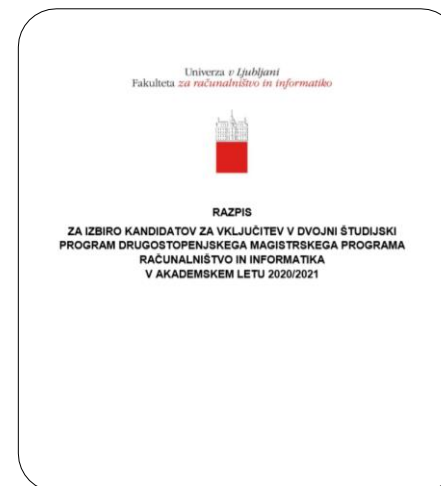 Univerza v Ljubljani
Fakulteta za računalništvo in informatiko
RAZPIS
ZA IZBIRO KANDIDATOV ZA VKLJUČITEV V DVOJNI ŠTUDIJSKI
PROGRAM DRUGOSTOPENJSKEGA MAGISTRSKEGA PROGRAMA
RAČUNALNIŠTVO IN INFORMATIKA
V AKADEMSKEM LETU 2020/2021